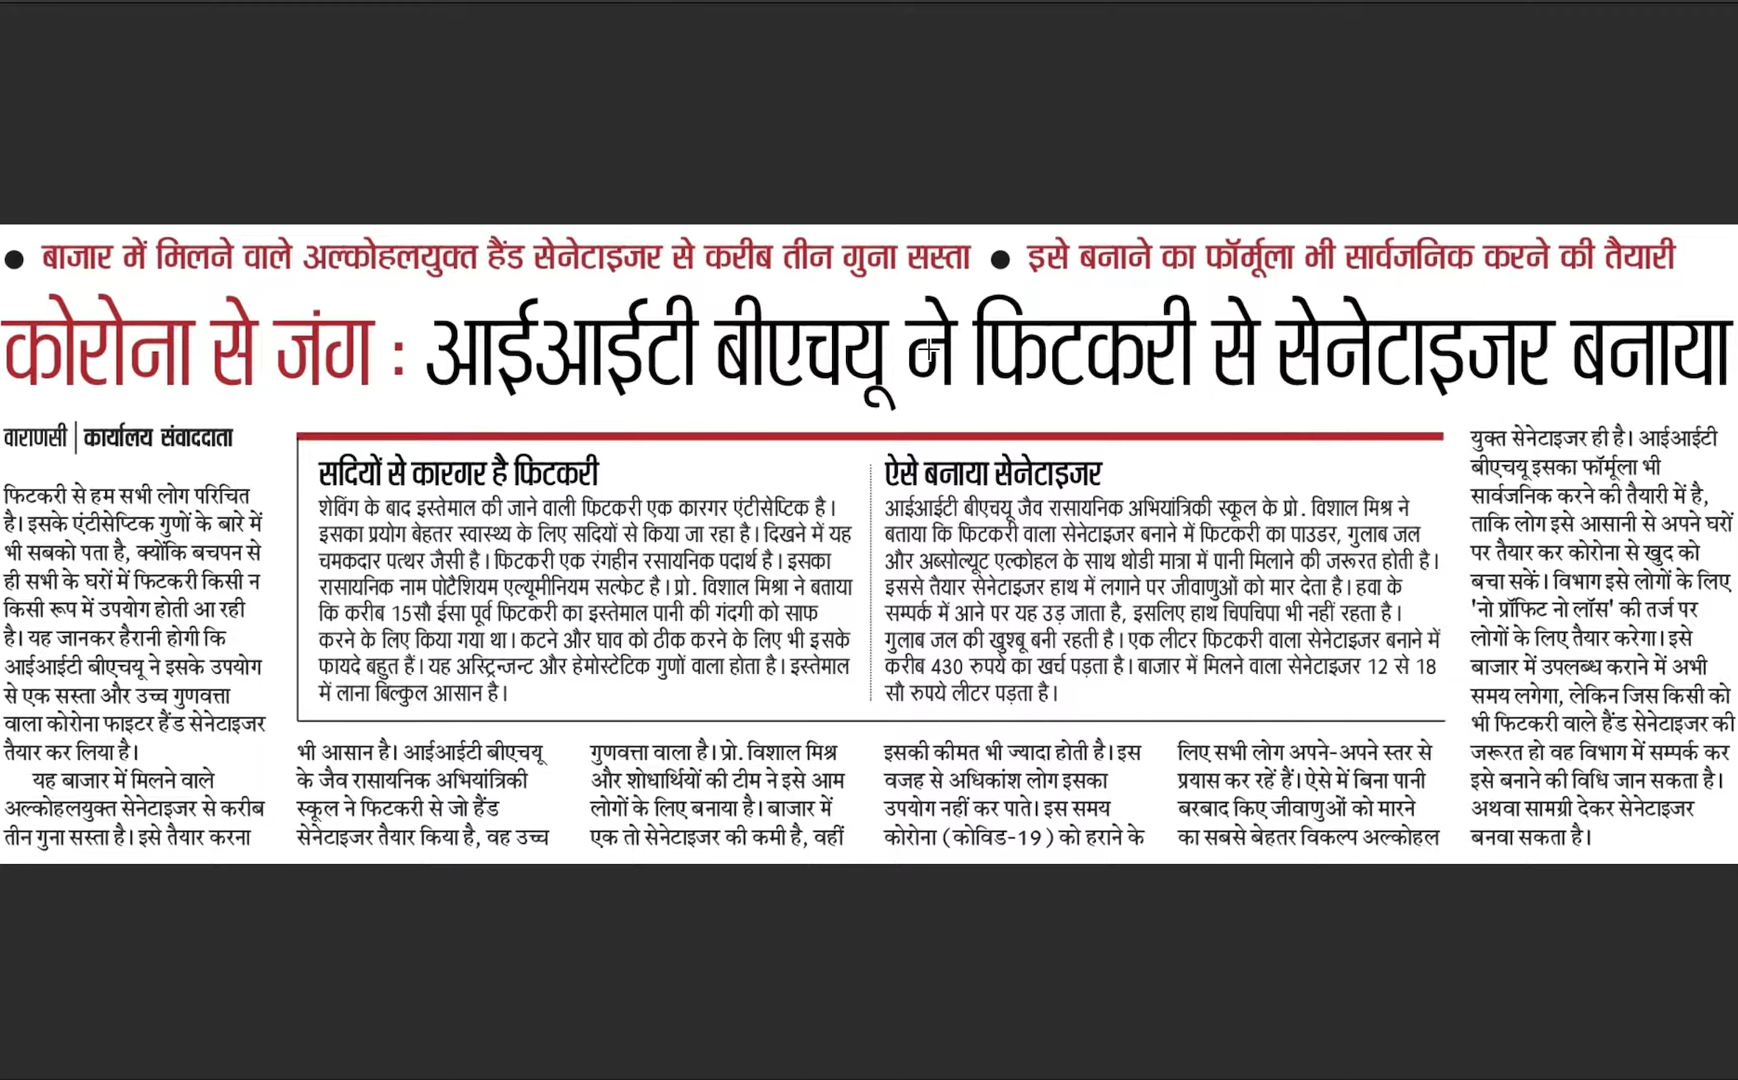 ● बाजार में मिलने वाले अल्कोहलयुक्त हैंड सेनेटाइजर से करीब तीन गुना सस्ता ● इसे बनाने का फॉर्मूला भी सार्वजनिक करने की तैयारी
कोरोना से जंग : आईआईटी बीएचयू ने फिटकरी से सेनेटाइजर बनाया
वाराणसी | कार्यालय संवाददाता
फिटकरी से हम सभी लोग परिचित
है। इसके एंटीसेप्टिक गुणों के बारे में
भी सबको पता है, क्योंकि बचपन से
ही सभी के घरों में फिटकरी किसी न
किसी रूप में उपयोग होती आ रही
है। यह जानकर हैरानी होगी कि
आईआईटी बीएचयू ने इसके उपयोग
से एक सस्ता और उच्च गुणवत्ता
वाला कोरोना फाइटर हैंड सेनेटाइजर
तैयार कर लिया है।
यह बाजार में मिलने वाले
अल्कोहलयुक्त सेनेटाइजर से करीब
तीन गुना सस्ता है। इसे तैयार करना
सदियों से कारगर है फिटकरी
शेविंग के बाद इस्तेमाल की जाने वाली फिटकरी एक कारगर एंटीसेप्टिक है।
इसका प्रयोग बेहतर स्वास्थ्य के लिए सदियों से किया जा रहा है। दिखने में यह
चमकदार पत्थर जैसी है। फिटकरी एक रंगहीन रसायनिक पदार्थ है। इसका
रासायनिक नाम पोटैशियम एल्यूमीनियम सल्फेट है। प्रो. विशाल मिश्रा ने बताया
कि करीब 15सौ ईसा पूर्व फिटकरी का इस्तेमाल पानी की गंदगी को साफ
करने के लिए किया गया था। कटने और घाव को ठीक करने के लिए भी इसके
फायदे बहुत हैं। यह अस्ट्रिन्जन्ट और हेमोस्टेटिक गुणों वाला होता है। इस्तेमाल
में लाना बिल्कुल आसान है।
ऐसे बनाया सेनेटाइजर
आईआईटी बीएचयू जैव रासायनिक अभियांत्रिकी स्कूल के प्रो. विशाल मिश्र ने
बताया कि फिटकरी वाला सेनेटाइजर बनाने में फिटकरी का पाउडर, गुलाब जल
और अब्सोल्यूट एल्कोहल के साथ थोडी मात्रा में पानी मिलाने की जरूरत होती है।
इससे तैयार सेनेटाइजर हाथ में लगाने पर जीवाणुओं को मार देता है। हवा के
सम्पर्क में आने पर यह उड़ जाता है, इसलिए हाथ चिपचिपा भी नहीं रहता है।
गुलाब जल की खुश्बू बनी रहती है। एक लीटर फिटकरी वाला सेनेटाइजर बनाने में
करीब 430 रुपये का खर्च पड़ता है। बाजार में मिलने वाला सेनेटाइजर 12 से 18
सौ रुपये लीटर पड़ता है।
भी आसान है। आईआईटी बीएचयू
के जैव रासायनिक अभियांत्रिकी
स्कूल ने फिटकरी से जो हैंड
सेनेटाइजर तैयार किया है, वह उच्च
गुणवत्ता वाला है। प्रो. विशाल मिश्र
और शोधार्थियों की टीम ने इसे आम
लोगों के लिए बनाया है। बाजार में
एक तो सेनेटाइजर की कमी है, वहीं
इसकी कीमत भी ज्यादा होती है। इस
वजह से अधिकांश लोग इसका
उपयोग नहीं कर पाते। इस समय
कोरोना (कोविड-19) को हराने के
लिए सभी लोग अपने-अपने स्तर से
प्रयास कर रहें हैं। ऐसे में बिना पानी
बरबाद किए जीवाणुओं को मारने
का सबसे बेहतर विकल्प अल्कोहल
युक्त सेनेटाइजर ही है। आईआईटी
बीएचयू इसका फॉर्मूला भी
सार्वजनिक करने की तैयारी में है,
ताकि लोग इसे आसानी से अपने घरों
पर तैयार कर कोरोना से खुद को
बचा सकें। विभाग इसे लोगों के लिए
'नो प्रॉफिट नो लॉस' की तर्ज पर
लोगों के लिए तैयार करेगा। इसे
बाजार में उपलब्ध कराने में अभी
समय लगेगा, लेकिन जिस किसी को
भी फिटकरी वाले हैंड सेनेटाइजर की
जरूरत हो वह विभाग में सम्पर्क कर
इसे बनाने की विधि जान सकता है।
अथवा सामग्री देकर सेनेटाइजर
बनवा सकता है।